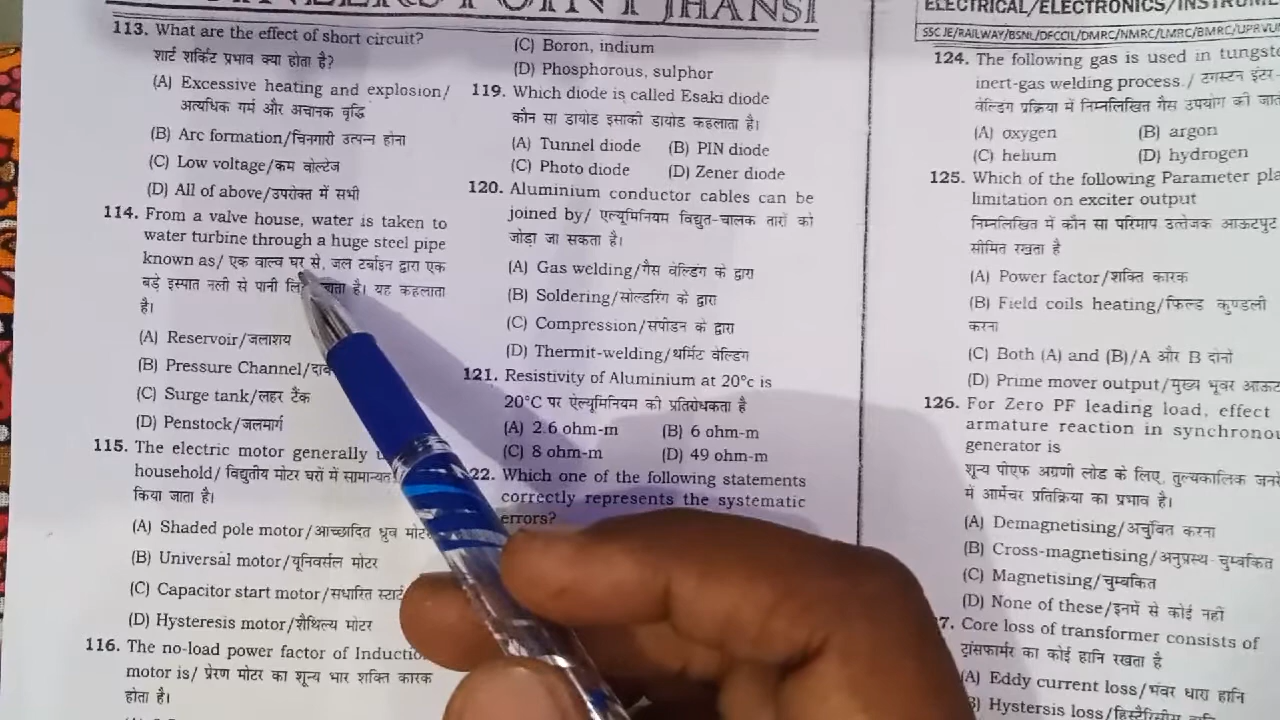 POINT JHANSI
113. What are the effect of short circuit?
शार्ट शर्किट प्रभाव क्या होता है?
(A) Excessive heating and explosion/
अत्यधिक गर्म और अचानक वृद्धि
(B) Arc formation/चिनगारी उत्पन्न होना
(C) Low voltage/कम वोल्टेज
(D) All of above/उपरोक्त में सभी
114. From a valve house, water is taken to
water turbine through a huge steel pipe
known as/ एक वाल्व घर से, जल टर्बाइन द्वारा एक
बड़े इस्पात नली से पानी है। यह कहलाता
है।
(A) Reservoir/जलाशय
(B) Pressure Channel/
(C) Surge tank/लहर टैंक
(D) Penstock/जलमार्ग
115. The electric motor generally
household/ विद्युतीय मोटर घरों में
किया जाता है।
(A) Shaded pole motor/आच्छादित ध्रुव
(B) Universal motor/यूनिवर्सल मोटर
(C) Capacitor start motor/सधारित
(D) Hysteresis motor/शैथिल्य मोटर
116. The no-load power factor of
motor is/ प्रेरण मोटर का शून्य भार शक्ति कारक
होता है।
(C) Boron, indium
(D) Phosphorous, sulphor
119. Which diode is called Esaki diode
कौन सा डायोड इसाकी डायोड कहलाता है।
(A) Tunnel diode (B) PIN diode
(C) Photo diode (D) Zener diode
120. Aluminium conductor cables can be
joined by/ एल्यूमिनियम विद्युत-चालक तारों को
जोड़ा जा सकता है।
(A) Gas welding/गैस वेल्डिंग के द्वारा
(B) Soldering/सोल्डरिंग के द्वारा
(C) Compression/संपीडन के द्वारा
(D) Thermit-welding/थर्मिट वेल्डिंग
121. Resistivity of Aluminium at 20°c is
20°C पर ऐल्यूमिनियम की प्रतिरोधकता है
(A) 2.6 ohm-m (B) 6 ohm-m
(C) 8 ohm-m (D) 49 ohm-m
22. Which one of the following statements
correctly represents the systematic
errors?
ELECTRICAL/ELECTRONICS/
SSC JE/RAILWAY/BSNL/DFCCIL/DMRC/NMRC/LMRC/BMRC/
124. The following gas is used in
inert-gas welding process./ टंगस्टन
वेल्डिंग प्रक्रिया में निम्नलिखित गैस उपयोग की
(A) oxygen (B) argon
(C) helium (D) hydrogen
125. Which of the following Parameter
limitation on exciter output
निम्नलिखित में कौन सा परिमाप उत्तेजक आऊटपुट
सीमित रखता है
(A) Power factor/शक्ति कारक
(B) Field coils heating/फिल्ड कुण्डली
करना
(C) Both (A) and (B)/A और B दोनो
(D) Prime mover output/मुख्य भूवर
126. For Zero PF leading load, effect
armature reaction in
generator is
शून्य पीएफ अग्रणी लोड के लिए, तुल्यकालिक
में आर्मेचर प्रतिक्रिया का प्रभाव है।
(A) Demagnetising/अचुंबित करना
(B) Cross-magnetising/अनुप्रस्थ-चुम्बकित
(C) Magnetising/चुम्बकित
(D) None of these/इनमें से कोई नहीं
7. Core loss of transformer consists of
ट्रांसफार्मर का कोई हानि रखता है
(A) Eddy current loss/भंवर धारा हानि
Hystersis loss/